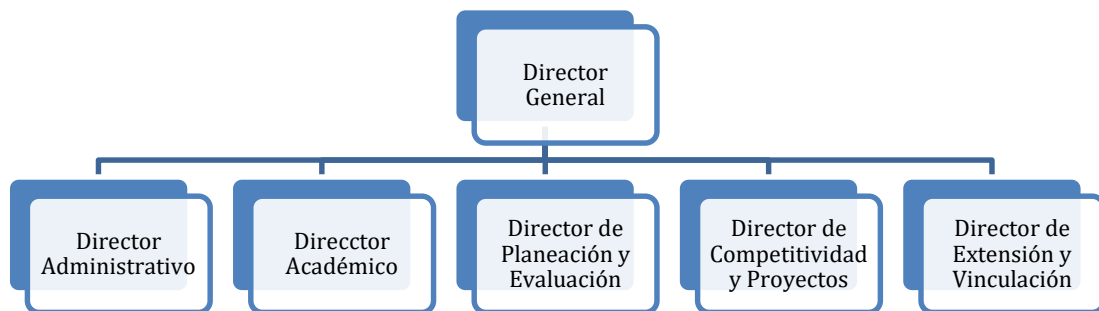 Director
General
Director
Administrativo
Direcctor
Académico
Director de
Planeación y
Evaluación
Director de
Competitividad
y Proyectos
Director de
Extensión y
Vinculación